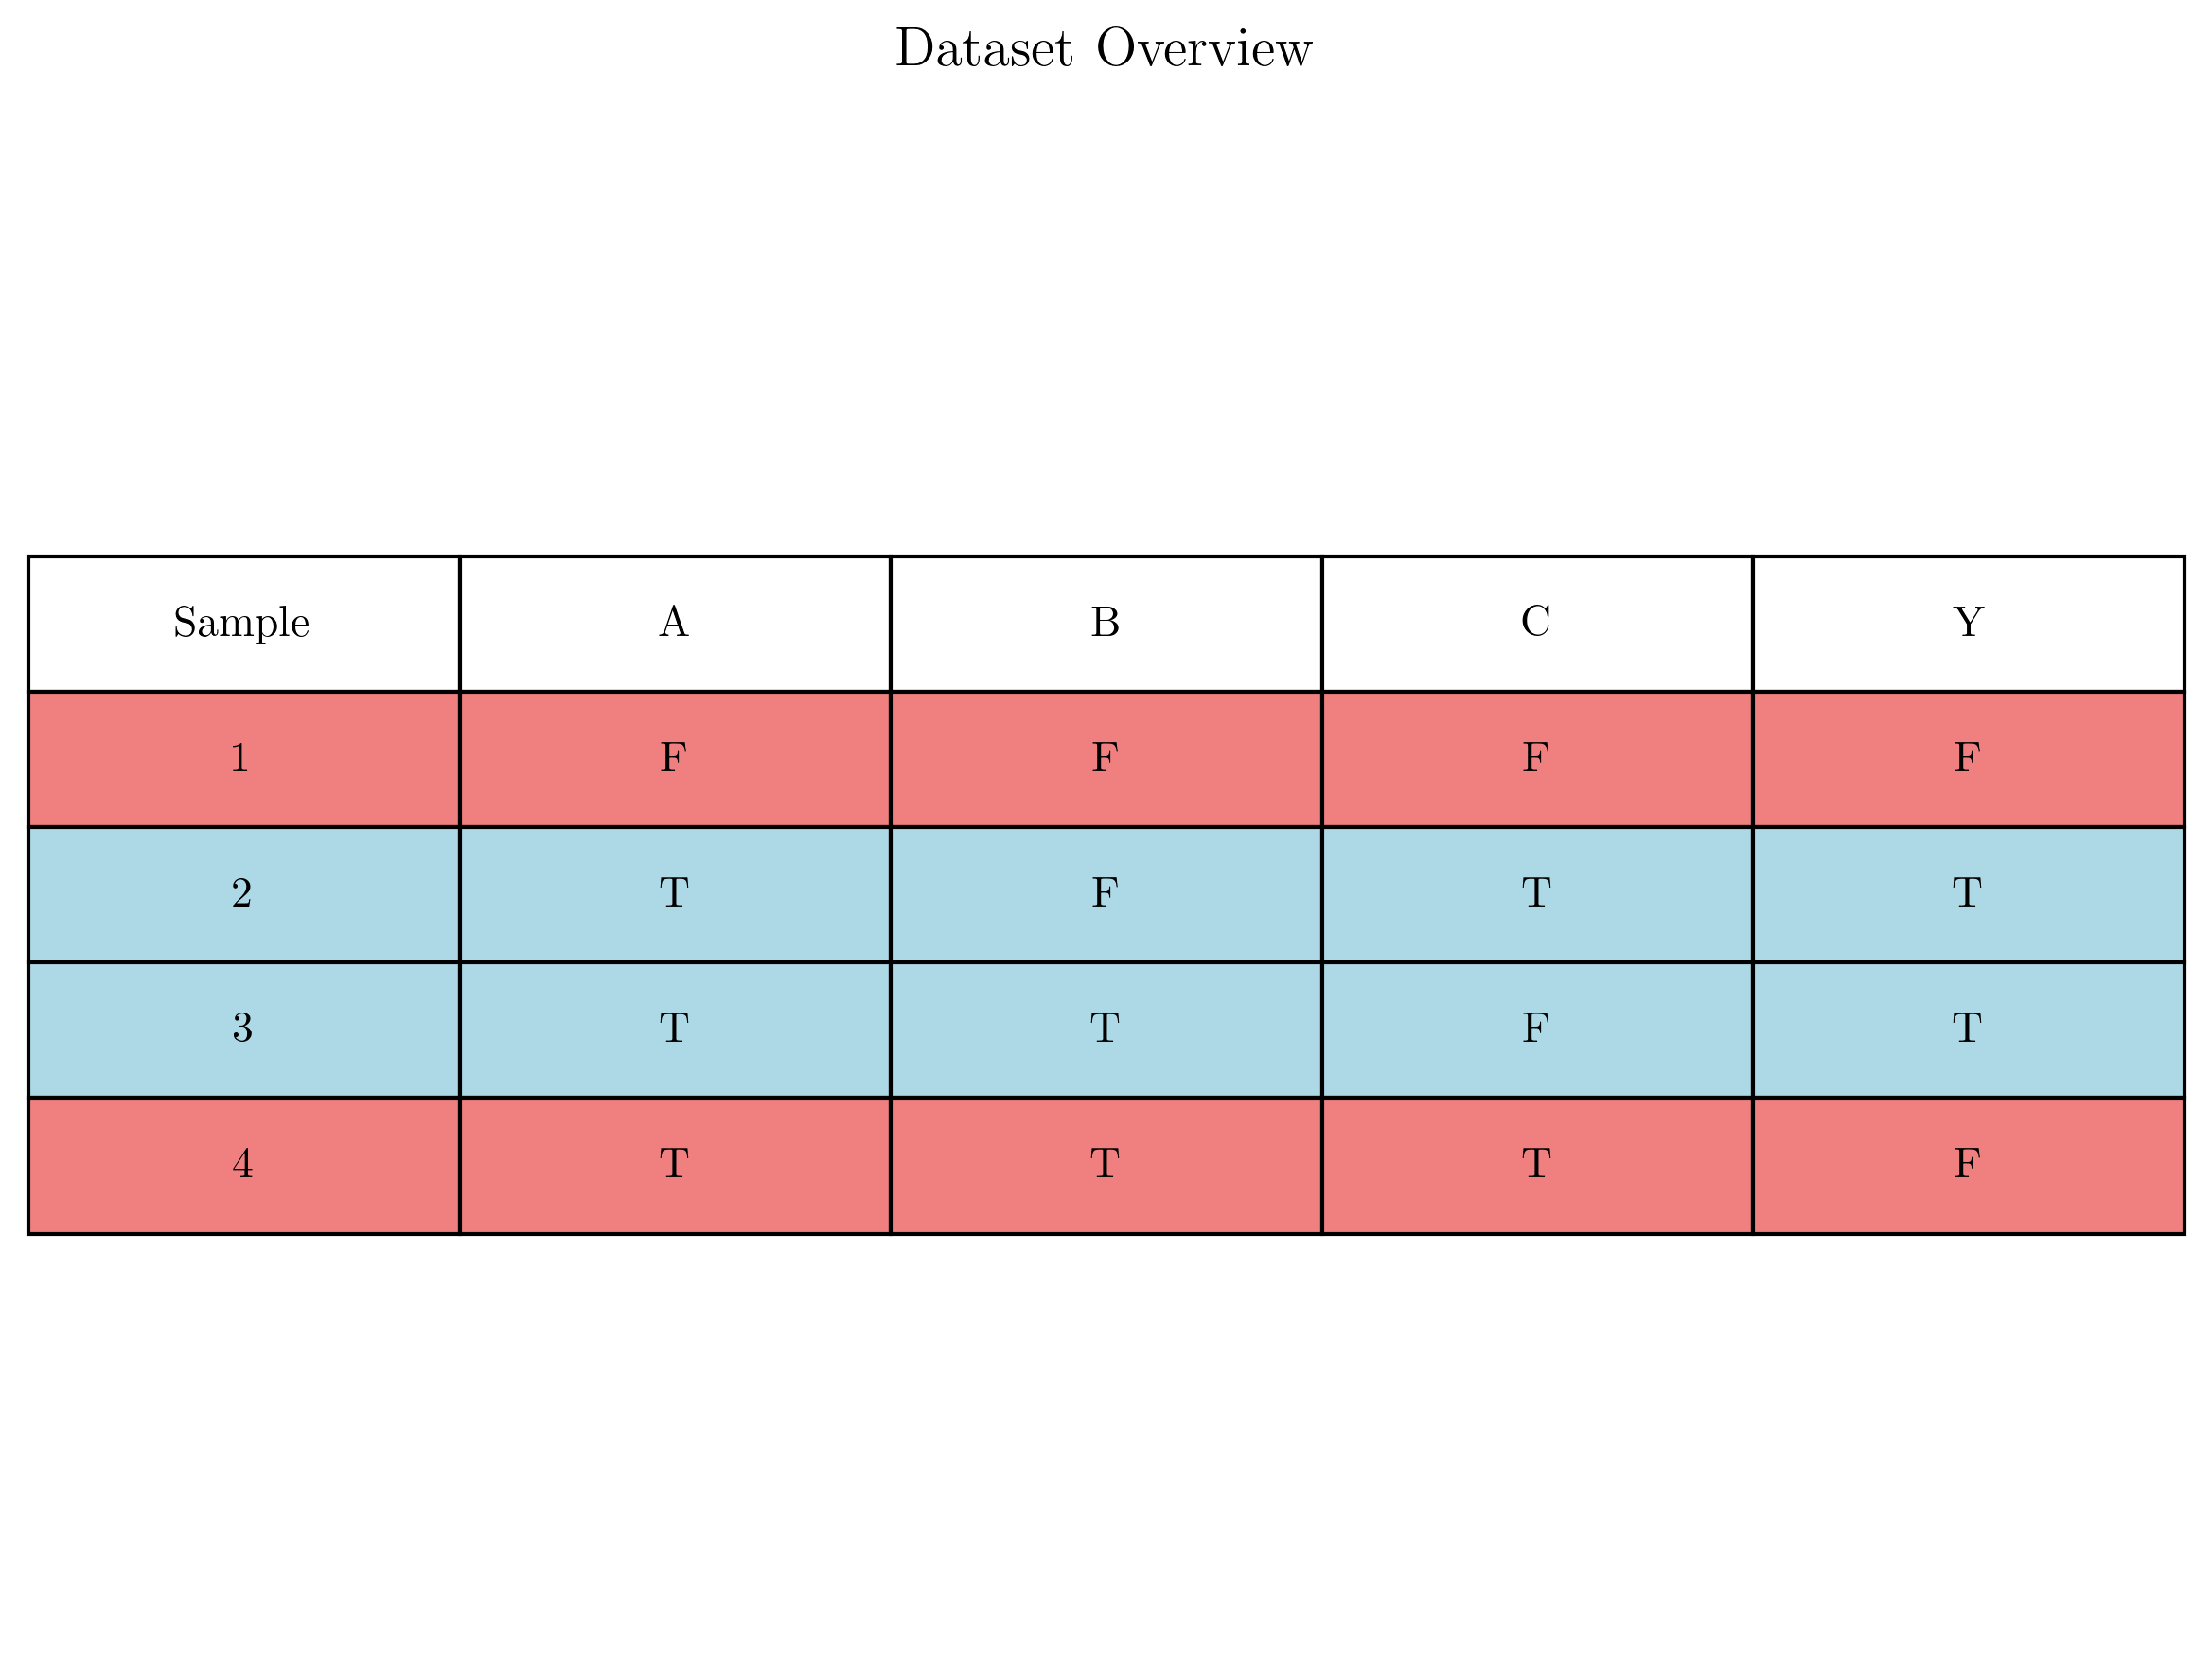 Dataset Overview
Sample A B C Y
1 F F F F
2 T F T T
3 T T F T
4 T T T F